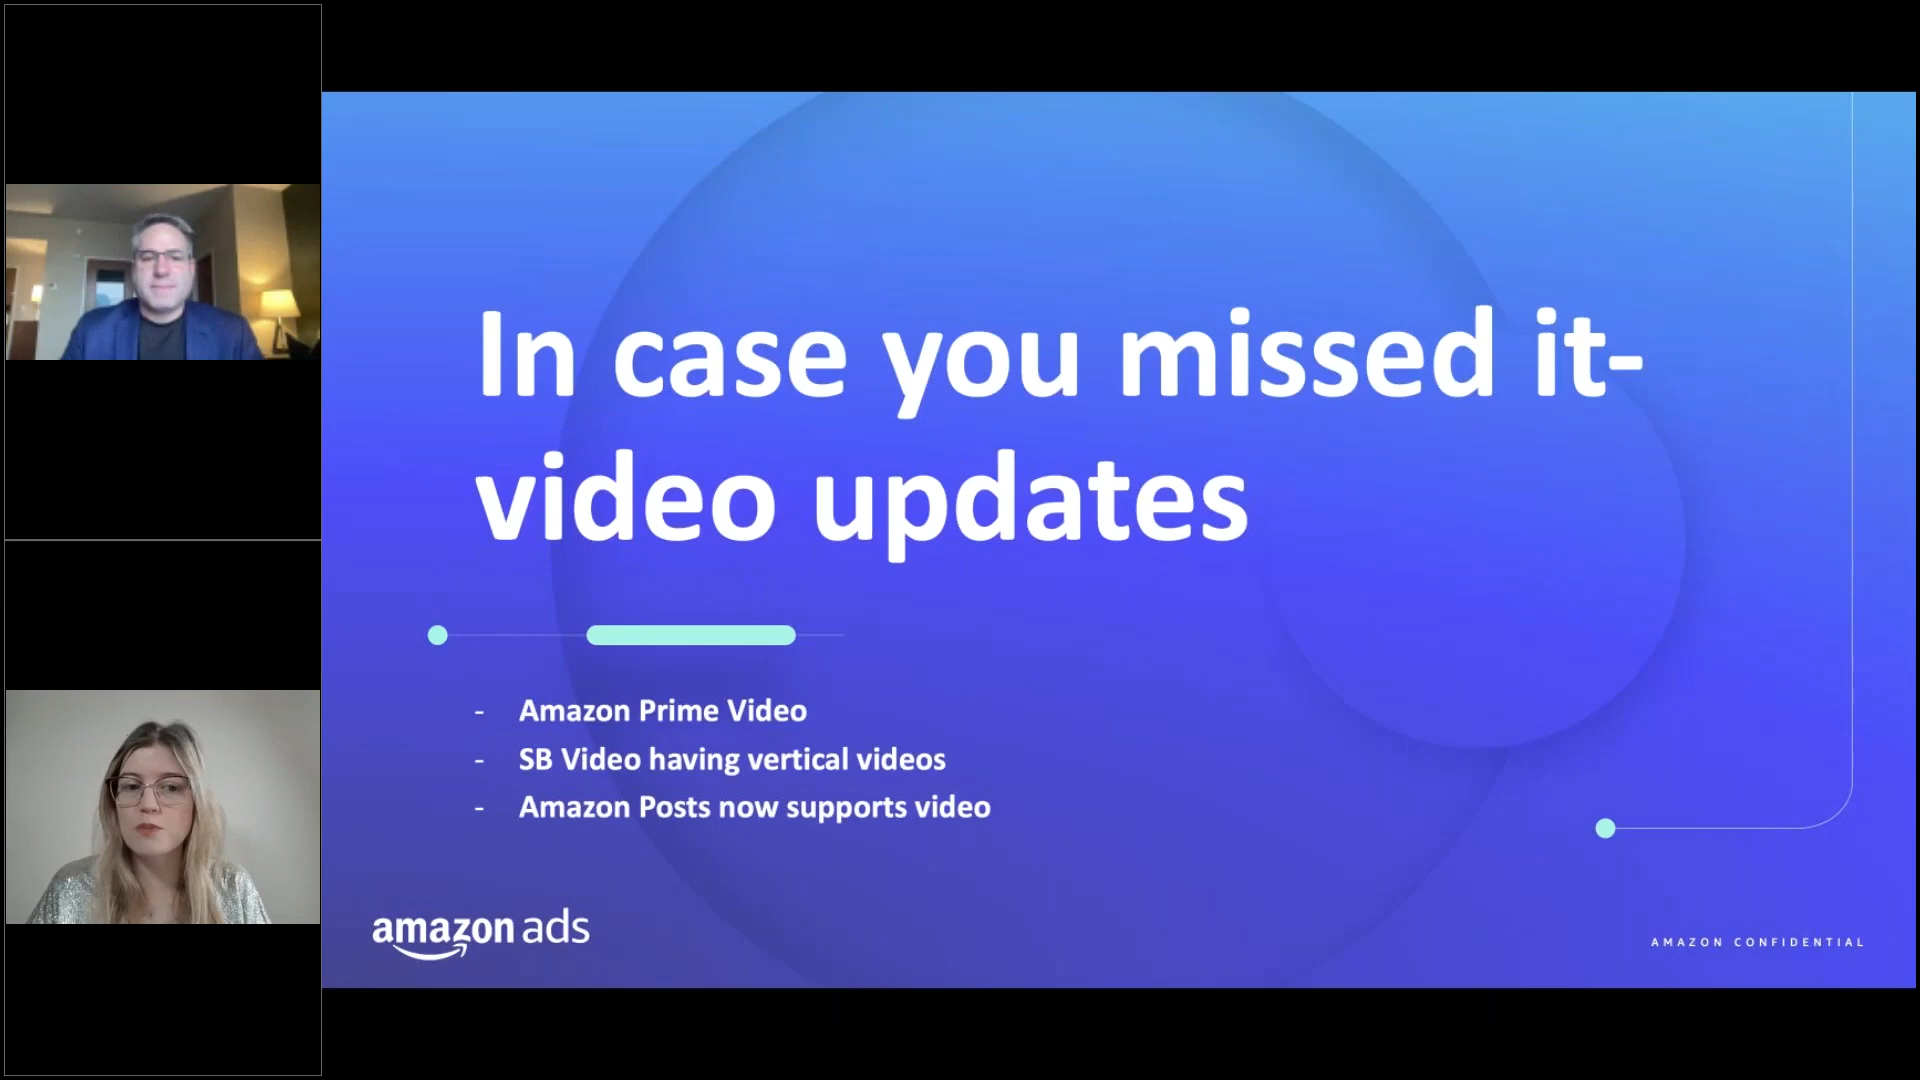 In case you missed it-
video updates
- Amazon Prime Video
- SB Video having vertical videos
- Amazon Posts now supports video
amazon ads
AMAZON CONFIDENTIAL